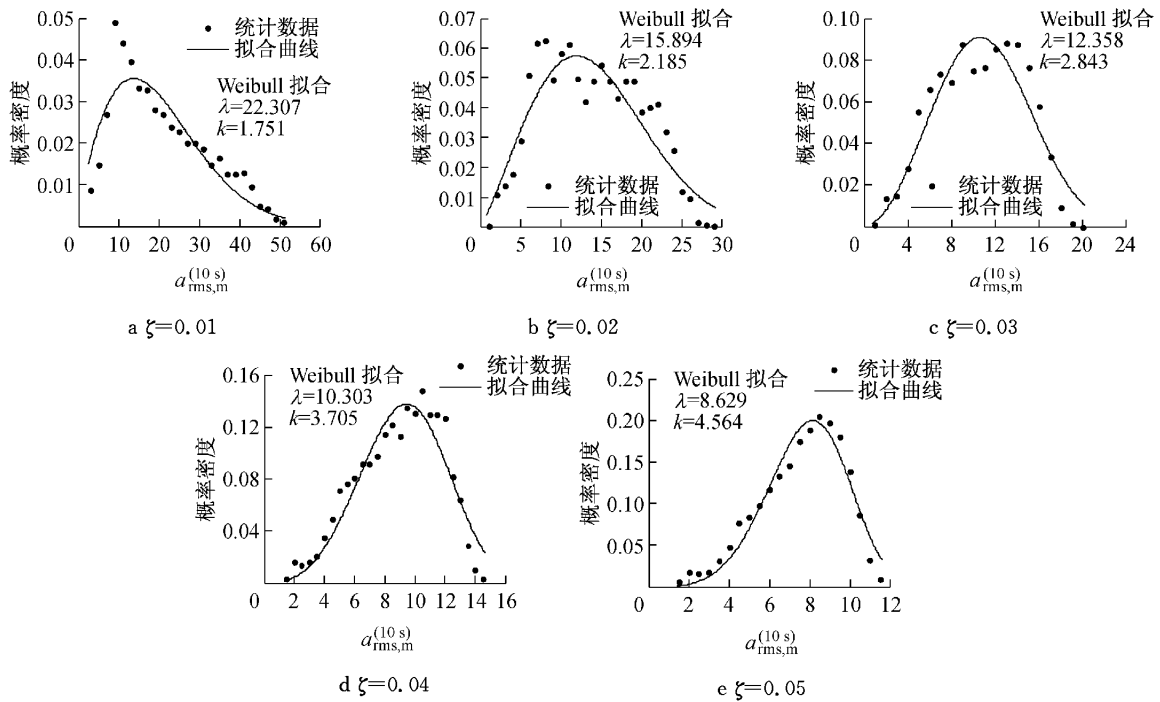 0.05
0.04
0.03
0.02
0.01
概率密度
统计数据
拟合曲线
Weibull 拟合
λ=22.307
k=1.751
0 10 20 30 40 50 60
a(10 s)rms,m
a ζ=0.01
0.07
0.06
0.05
0.04
0.03
0.02
0.01
概率密度
Weibull 拟合
λ=15.894
k=2.185
统计数据
拟合曲线
0 5 10 15 20 25 30
a(10 s)rms,m
b ζ=0.02
0.10
0.08
0.06
0.04
0.02
概率密度
Weibull 拟合
λ=12.358
k=2.843
统计数据
拟合曲线
0 4 8 12 16 20 24
a(10 s)rms,m
c ζ=0.03
0.16
0.12
0.08
0.04
概率密度
Weibull 拟合
λ=10.303
k=3.705
统计数据
拟合曲线
0 2 4 6 8 10 12 14 16
a(10 s)rms,m
d ζ=0.04
0.25
0.20
0.15
0.10
0.05
概率密度
Weibull 拟合
λ=8.629
k=4.564
统计数据
拟合曲线
0 2 4 6 8 10 12
a(10 s)rms,m
e ζ=0.05